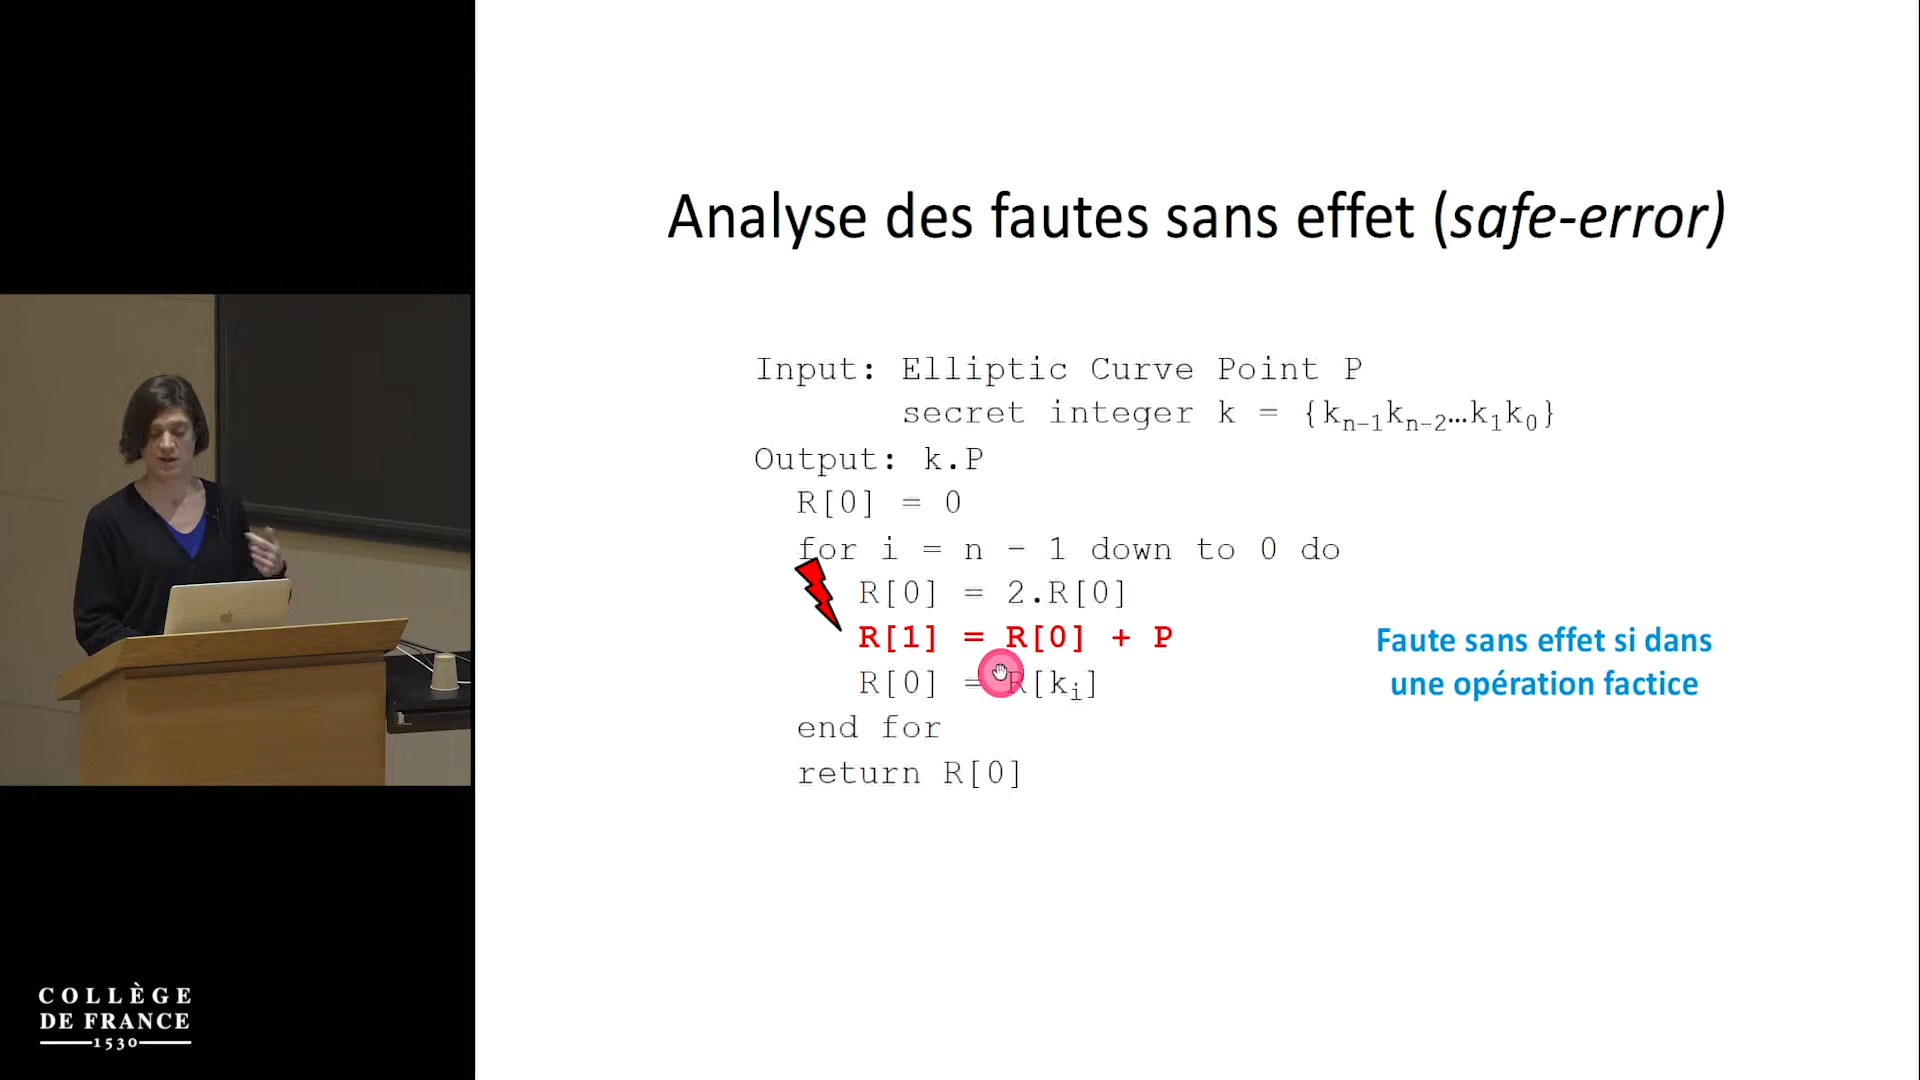 Analyse des fautes sans effet (safe-error)
Input: Elliptic Curve Point P
secret integer k = {kn-1kn-2…k1k0}
Output: k.P
R[0] = 0
for i = n - 1 down to 0 do
R[0] = 2.R[0]
R[1] = R[0] + P
R[0] = R[ki]
end for
return R[0]
Faute sans effet si dans
une opération factice
COLLÈGE
DE FRANCE
1530